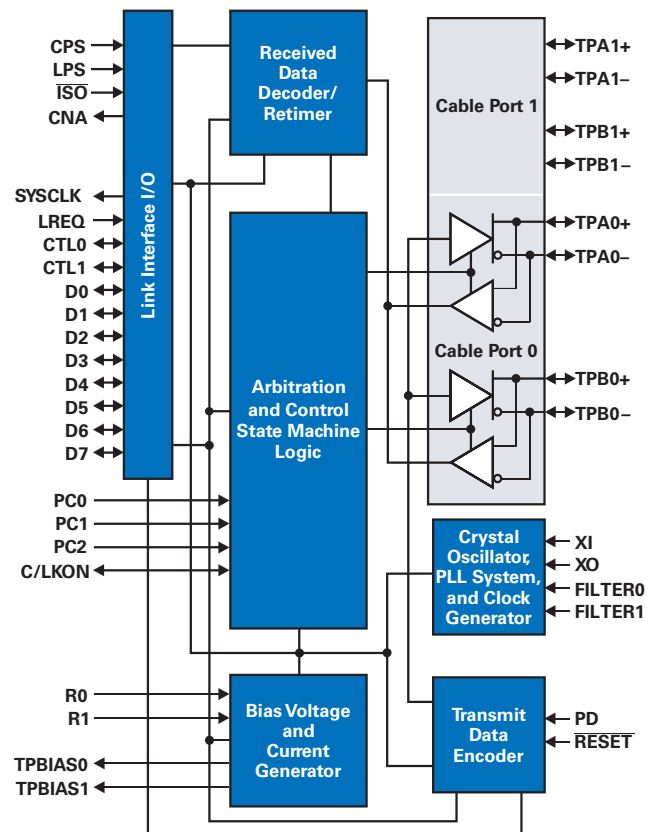 CPS
LPS
ISO
CNA
SYSCLK
LREQ
CTL0
CTL1
D0
D1
D2
D3
D4
D5
D6
D7
PC0
PC1
PC2
C/LKON
R0
R1
TPBIAS0
TPBIAS1
Link Interface I/O
Received
Data
Decoder/
Retimer
Arbitration
and Control
State Machine
Logic
Bias Voltage
and
Current
Generator
Cable Port 1
Cable Port 0
Crystal
Oscillator,
PLL System,
and Clock
Generator
Transmit
Data
Encoder
TPA1+
TPA1–
TPB1+
TPB1–
TPA0+
TPA0–
TPB0+
TPB0–
XI
XO
FILTER0
FILTER1
PD
RESET